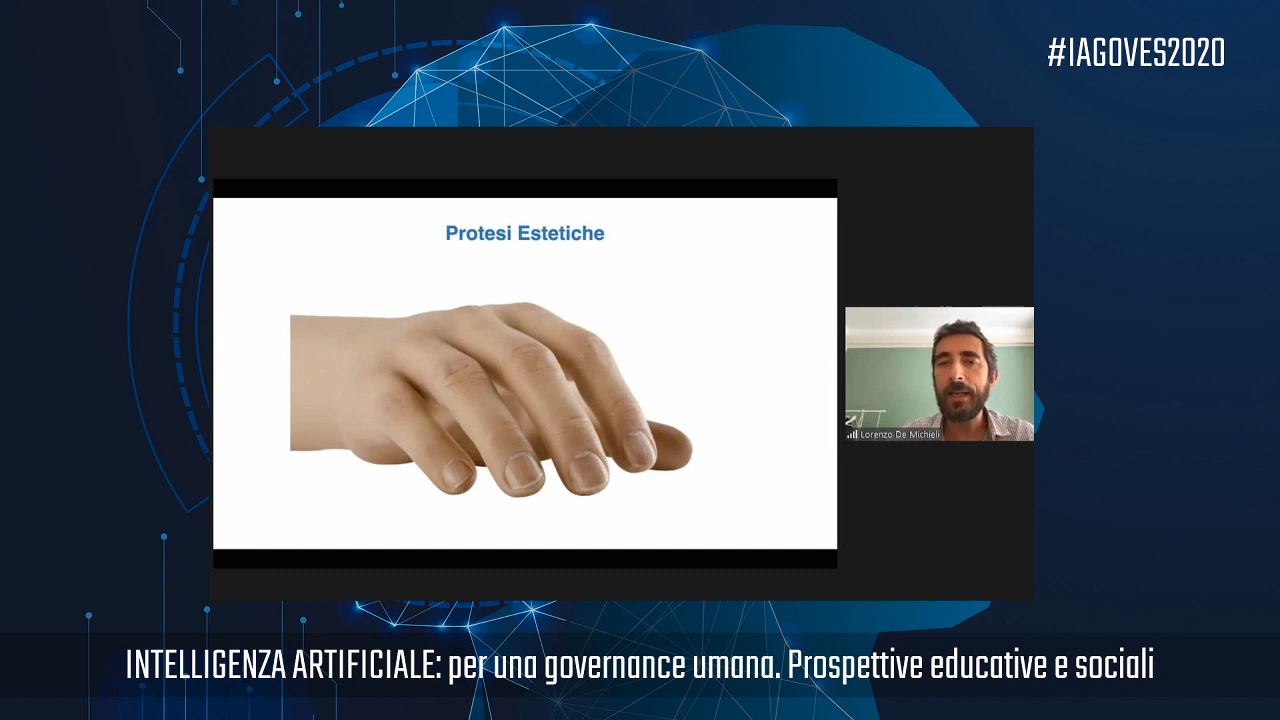 #IAGOVES2020
Protesi Estetiche
Lorenzo De Michieli
INTELLIGENZA ARTIFICIALE: per una governance umana. Prospettive educative e sociali